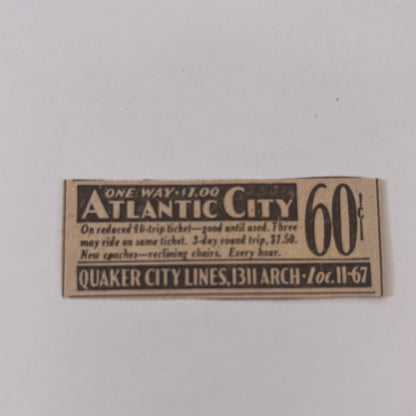 ONE WAY · $1.00
ATLANTIC CITY
60¢
On reduced 10-trip ticket—good until used. Three
may ride on same ticket. 3-day round trip, $1.50.
New coaches—reclining chairs. Every hour.
QUAKER CITY LINES, 1311 ARCH · Loc. 11-67